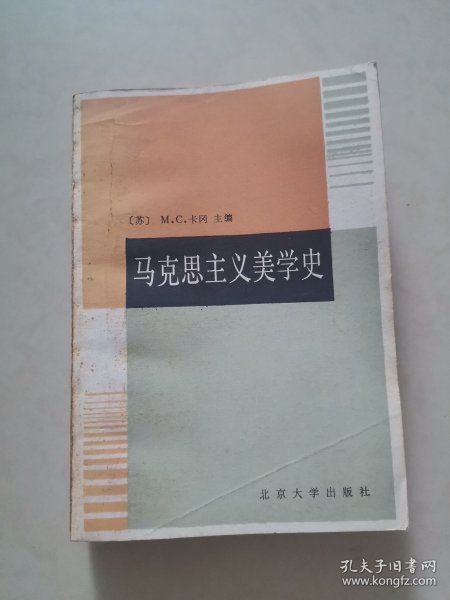 〔苏〕 M.C.卡冈 主编
马克思主义美学史
北京大学出版社
孔夫子旧书网
www.kongfz.com